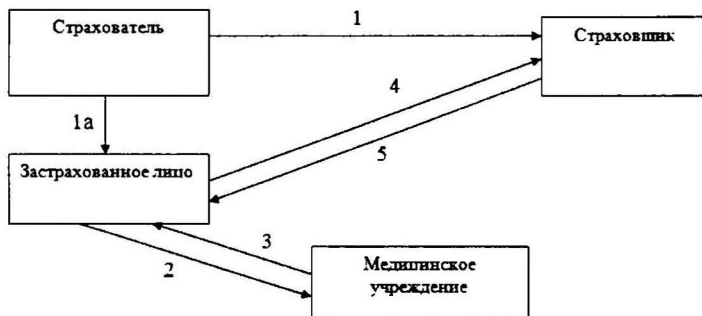 Страхователь
1
Страховщик
1а
4
5
Застрахованное лицо
3
2
Медицинское
учреждение